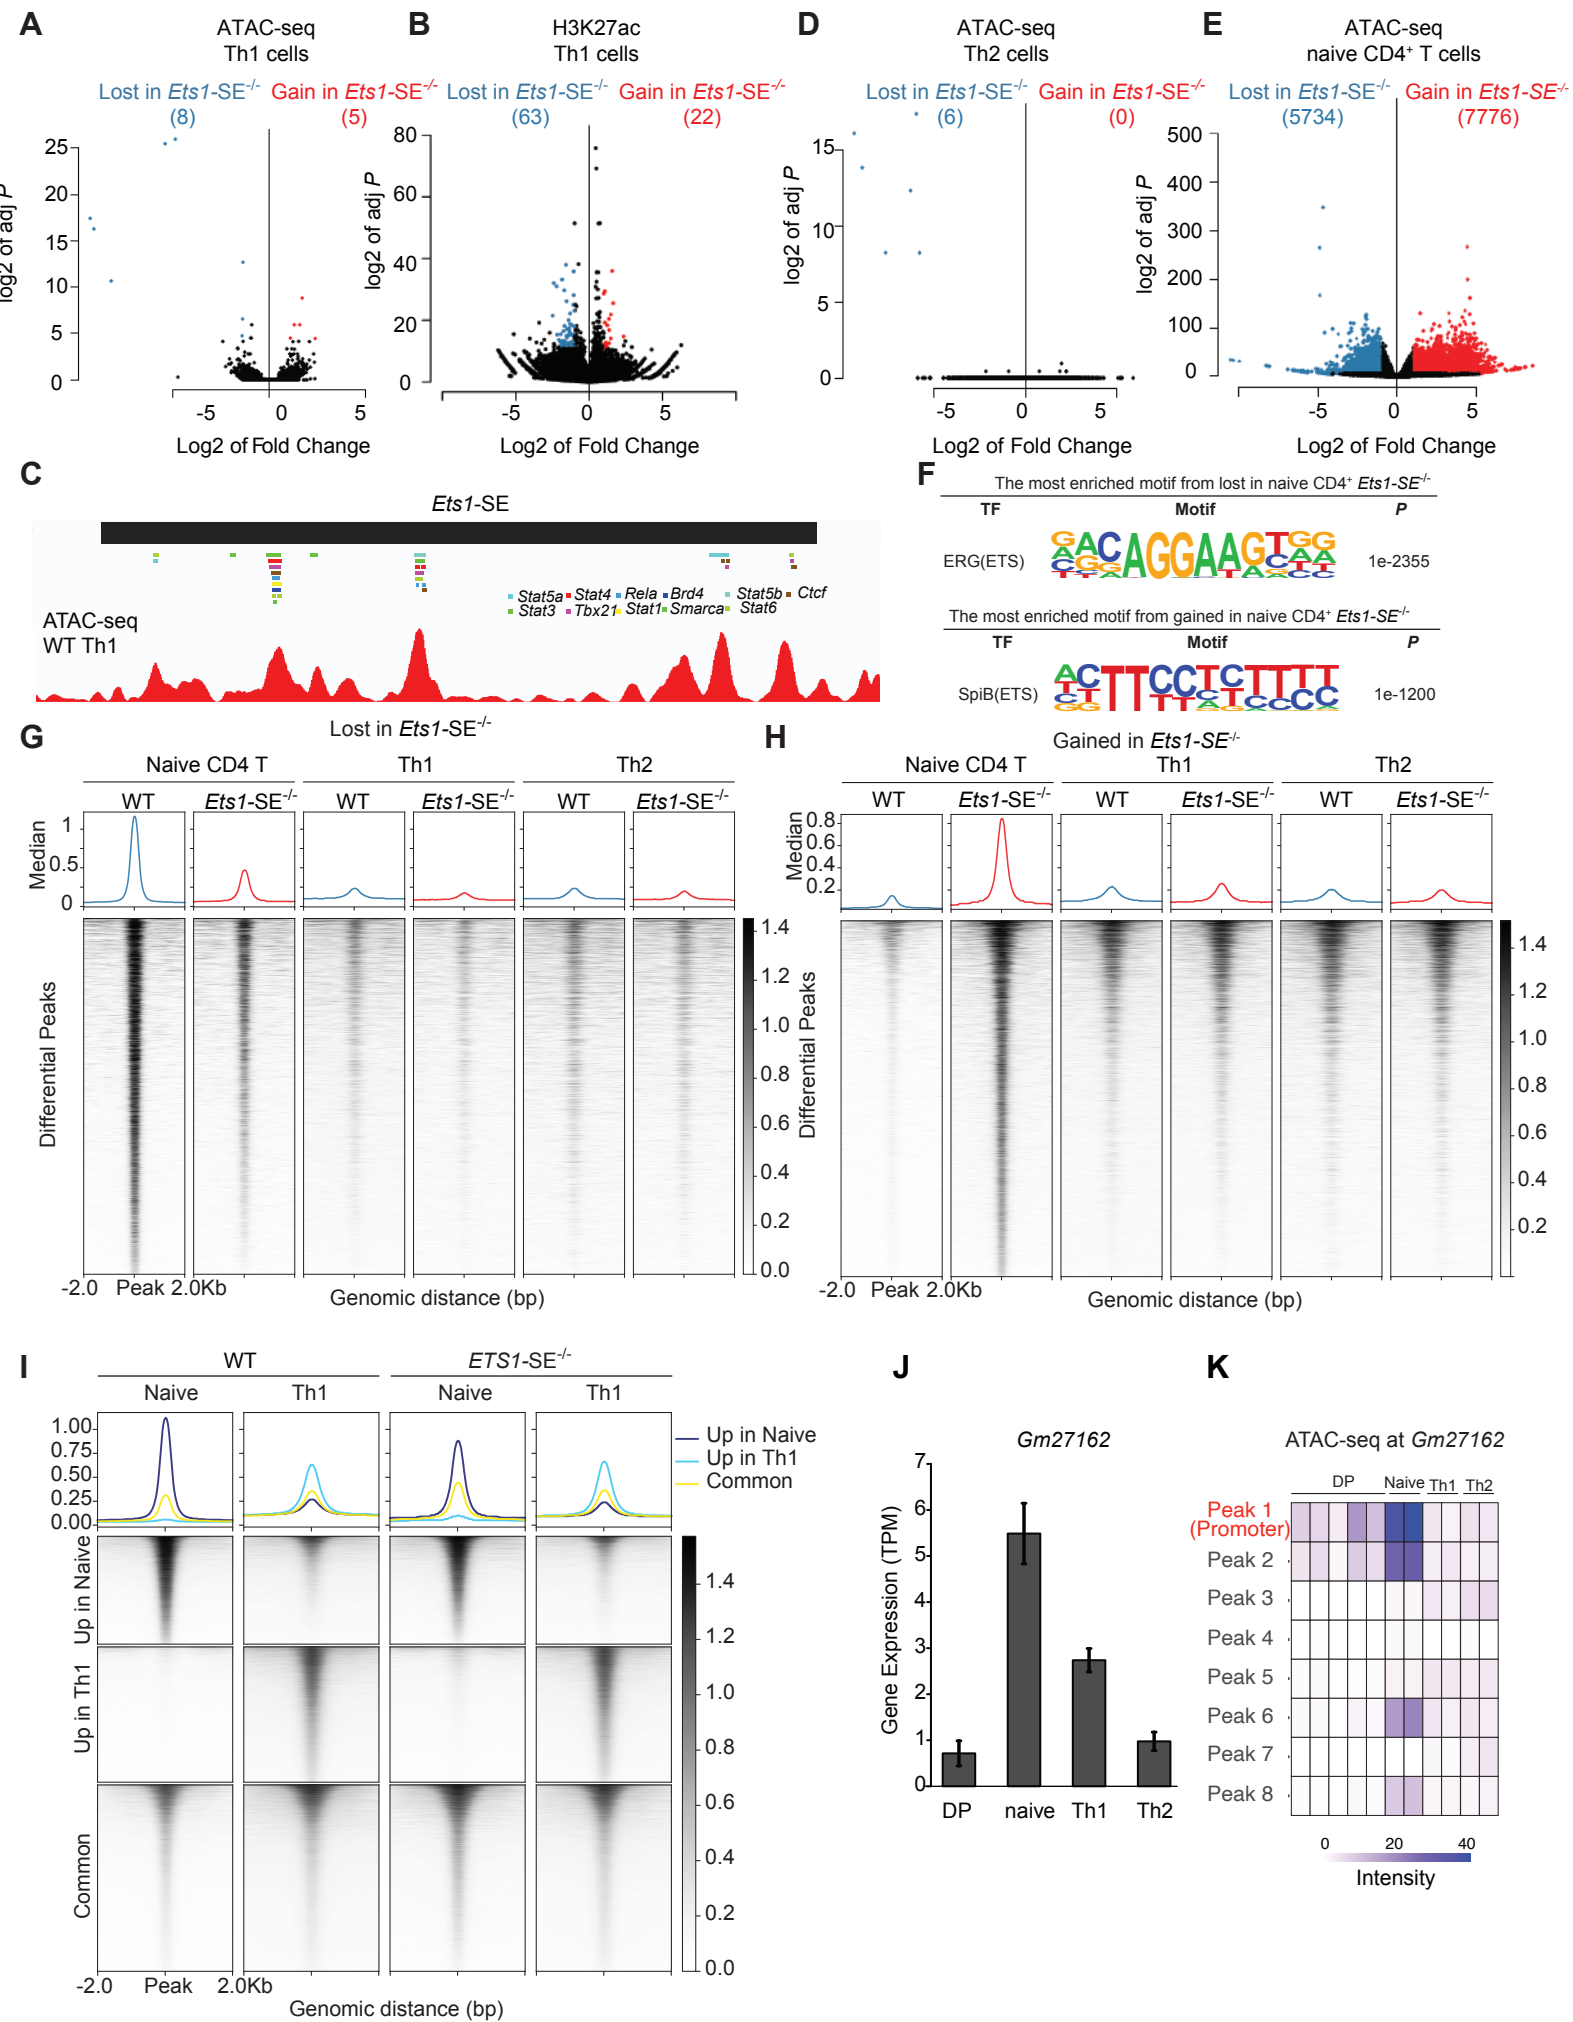 A
ATAC-seq
Th1 cells
Lost in Ets1-SE-/-
(8)
Gain in Ets1-SE-/-
(5)
log2 of adj P
25
20
15
10
5
0
-5 0 5
Log2 of Fold Change
B
H3K27ac
Th1 cells
Lost in Ets1-SE-/-
(63)
Gain in Ets1-SE-/-
(22)
log2 of adj P
80
60
40
20
0
-5 0 5
Log2 of Fold Change
D
ATAC-seq
Th2 cells
Lost in Ets1-SE-/-
(6)
Gain in Ets1-SE-/-
(0)
log2 of adj P
15
10
5
0
-5 0 5
Log2 of Fold Change
E
ATAC-seq
naive CD4+ T cells
Lost in Ets1-SE-/-
(5734)
Gain in Ets1-SE-/-
(7776)
log2 of adj P
500
400
300
200
100
0
-5 0 5
Log2 of Fold Change
C
Ets1-SE
Stat5a Stat4 Rela Brd4 Stat5b Ctcf
Stat3 Tbx21 Stat1 Smarca Stat6
ATAC-seq
WT Th1
F
The most enriched motif from lost in naive CD4+ Ets1-SE-/-
TF Motif P
ERG(ETS) 1e-2355
The most enriched motif from gained in naive CD4+ Ets1-SE-/-
TF Motif P
SpiB(ETS) 1e-1200
G
Lost in Ets1-SE-/-
Naive CD4 T Th1 Th2
WT Ets1-SE-/- WT Ets1-SE-/- WT Ets1-SE-/-
Median
1
0.5
0
Differential Peaks
1.4
1.2
1.0
0.8
0.6
0.4
0.2
0.0
-2.0 Peak 2.0Kb
Genomic distance (bp)
H
Gained in Ets1-SE-/-
Naive CD4 T Th1 Th2
WT Ets1-SE-/- WT Ets1-SE-/- WT Ets1-SE-/-
Median
0.8
0.6
0.4
0.2
Differential Peaks
1.4
1.2
1.0
0.8
0.6
0.4
0.2
-2.0 Peak 2.0Kb
Genomic distance (bp)
I
WT ETS1-SE-/-
Naive Th1 Naive Th1
1.00
0.75
0.50
0.25
0.00
Up in Naive
Up in Th1
Common
Up in Naive
Up in Th1
Common
1.4
1.2
1.0
0.8
0.6
0.4
0.2
0.0
-2.0 Peak 2.0Kb
Genomic distance (bp)
J
Gm27162
Gene Expression (TPM)
7
6
5
4
3
2
1
0
DP naive Th1 Th2
K
ATAC-seq at Gm27162
DP Naive Th1 Th2
Peak 1
(Promoter)
Peak 2
Peak 3
Peak 4
Peak 5
Peak 6
Peak 7
Peak 8
0 20 40
Intensity